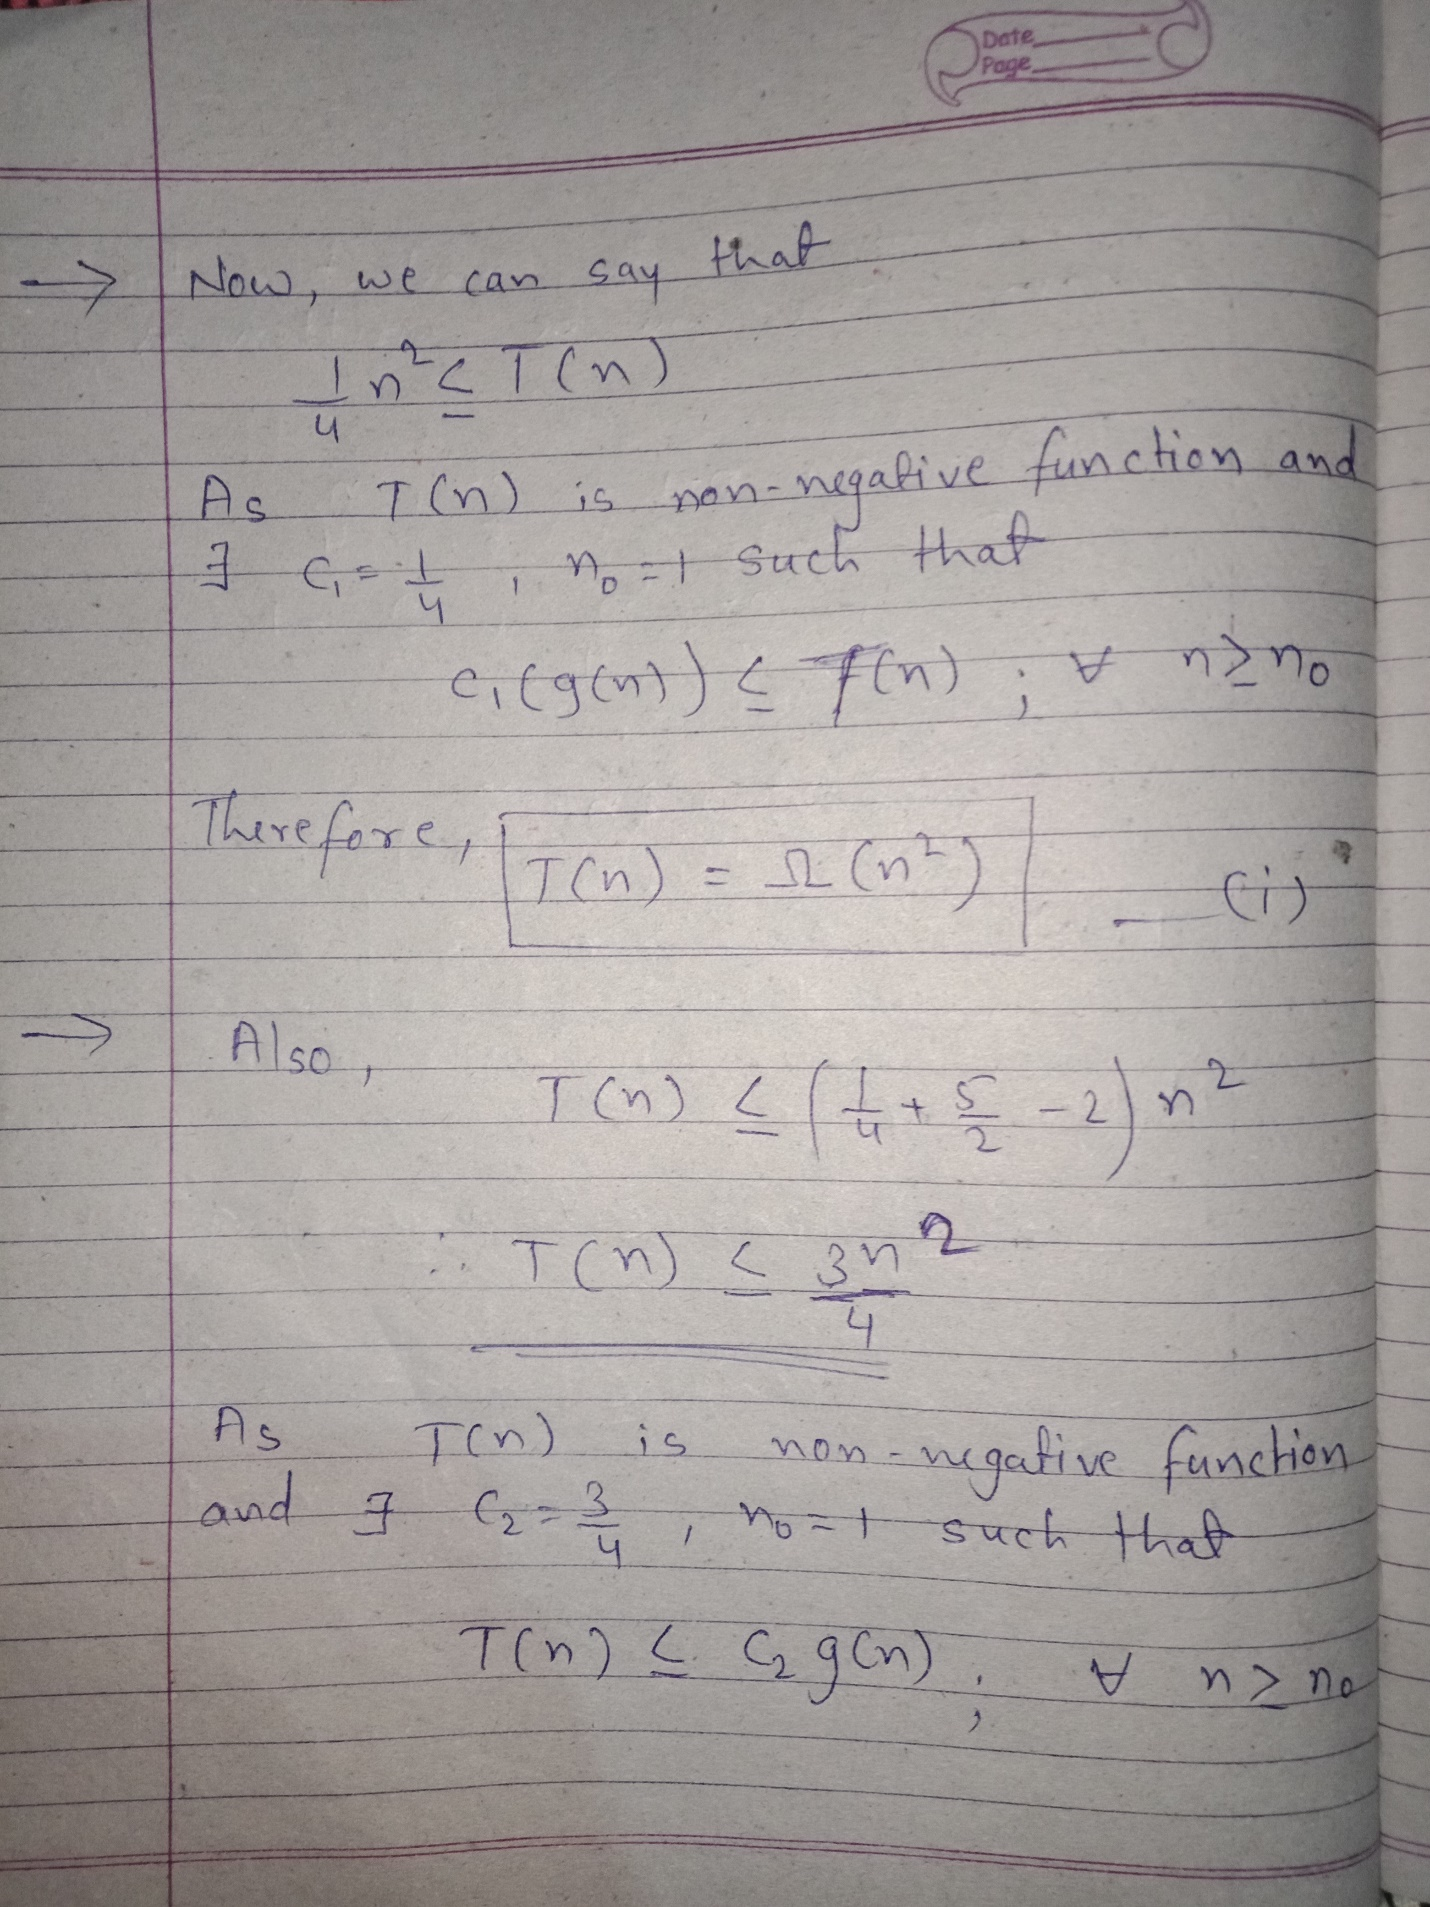 Date
Page
→ Now, we can say that
1/4 n² ≤ T(n)
As T(n) is non-negative function and
∃ C₁ = 1/4 , n₀ = 1 such that
C₁(g(n)) ≤ T(n) ; ∀ n ≥ n₀
Therefore, T(n) = Ω(n²) — (i)
→ Also,
T(n) ≤ (1/4 + 5/2 - 2) n²
∴ T(n) ≤ 3n²/4
As T(n) is non-negative function
and ∃ C₂ = 3/4 , n₀ = 1 such that
T(n) ≤ C₂ g(n) ; ∀ n ≥ n₀